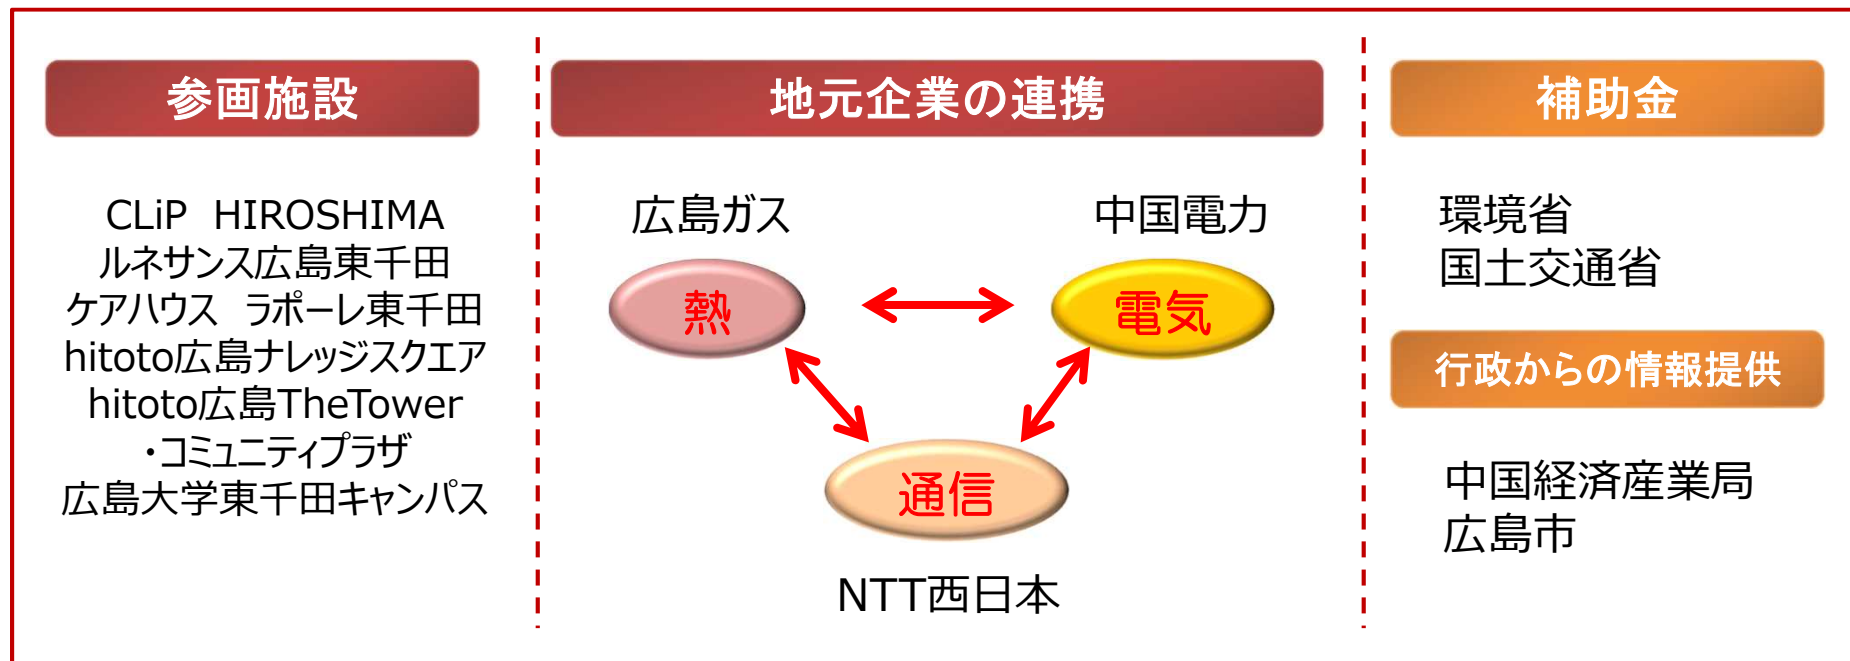 参画施設
CLiP HIROSHIMA
ルネサンス広島東千田
ケアハウス ラポーレ東千田
hitoto広島ナレッジスクエア
hitoto広島TheTower
・コミュニティプラザ
広島大学東千田キャンパス
地元企業の連携
広島ガス
中国電力
熱
電気
通信
NTT西日本
補助金
環境省
国土交通省
行政からの情報提供
中国経済産業局
広島市